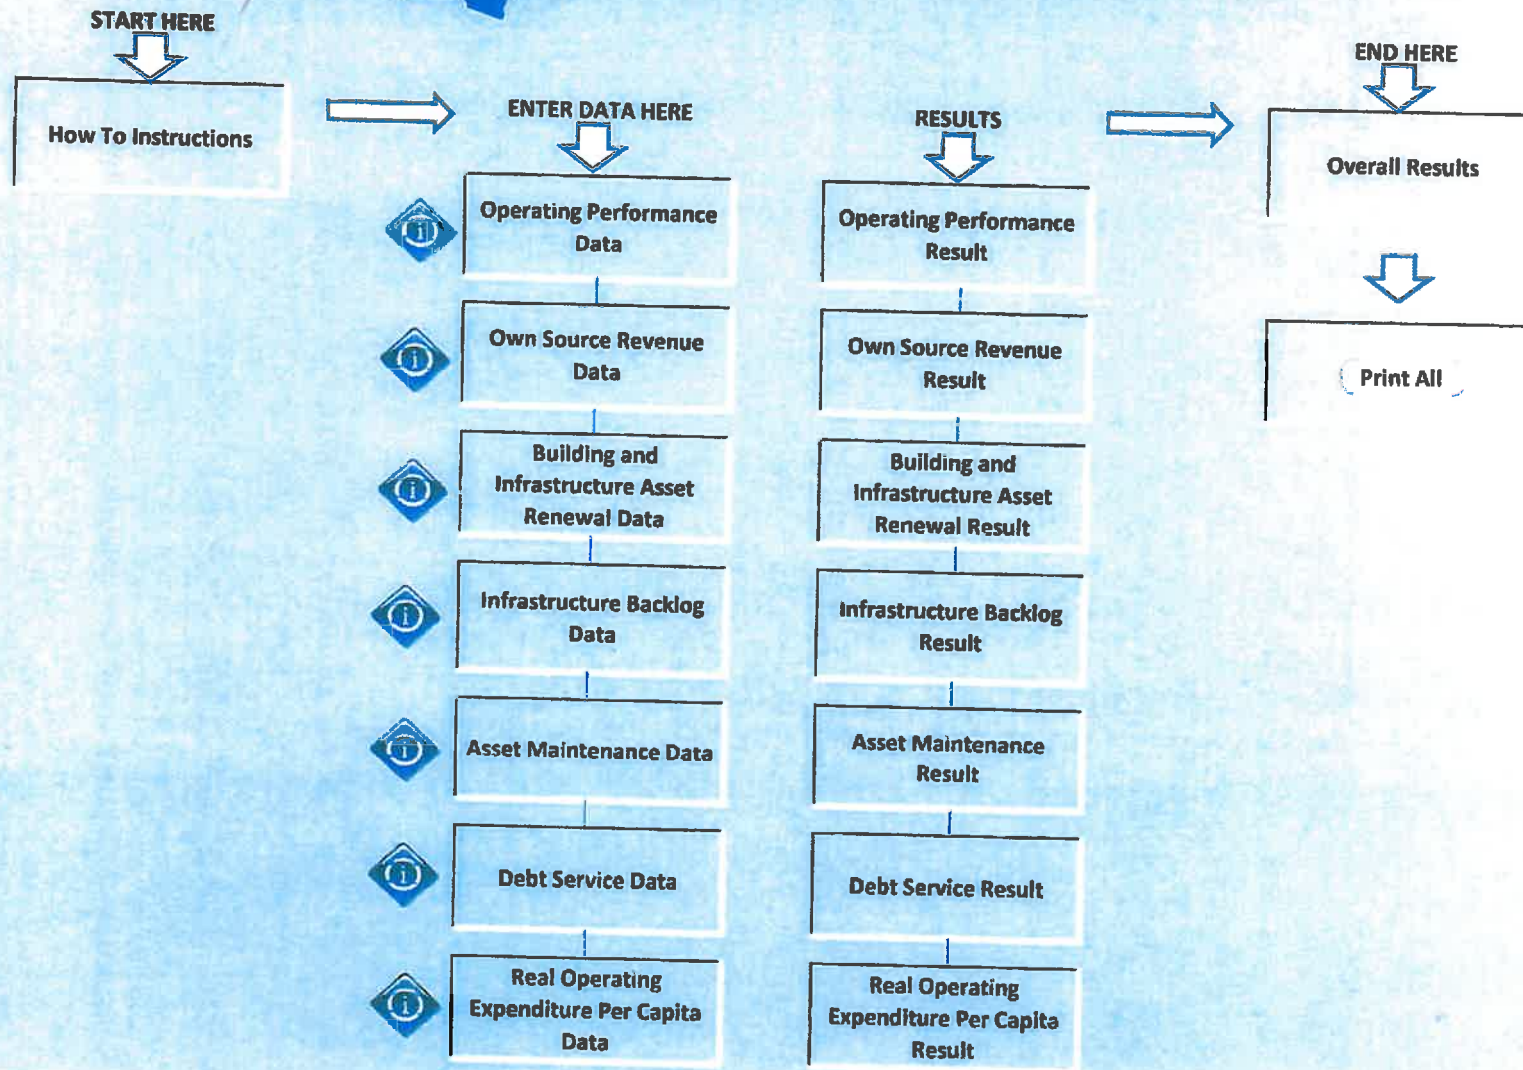 START HERE
How To Instructions
ENTER DATA HERE
Operating Performance
Data
Own Source Revenue
Data
Building and
Infrastructure Asset
Renewal Data
Infrastructure Backlog
Data
Asset Maintenance Data
Debt Service Data
Real Operating
Expenditure Per Capita
Data
RESULTS
Operating Performance
Result
Own Source Revenue
Result
Building and
Infrastructure Asset
Renewal Result
Infrastructure Backlog
Result
Asset Maintenance
Result
Debt Service Result
Real Operating
Expenditure Per Capita
Result
END HERE
Overall Results
Print All
i
i
i
i
i
i
i